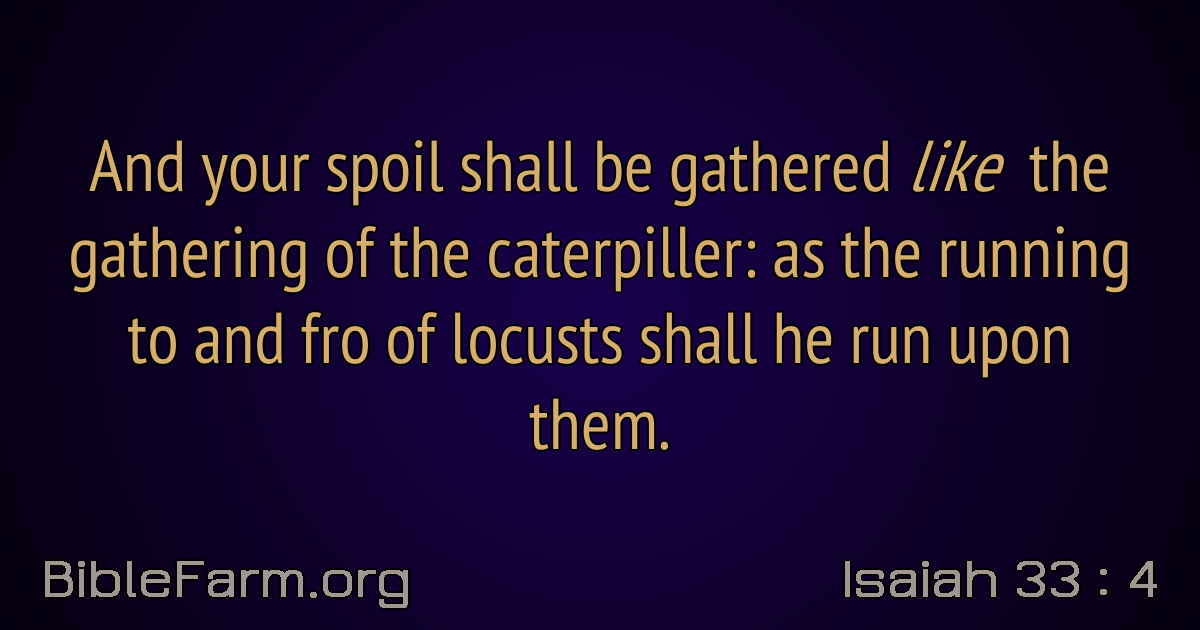 And your spoil shall be gathered like the
gathering of the caterpiller: as the running
to and fro of locusts shall he run upon
them.
BibleFarm.org
Isaiah 33 : 4